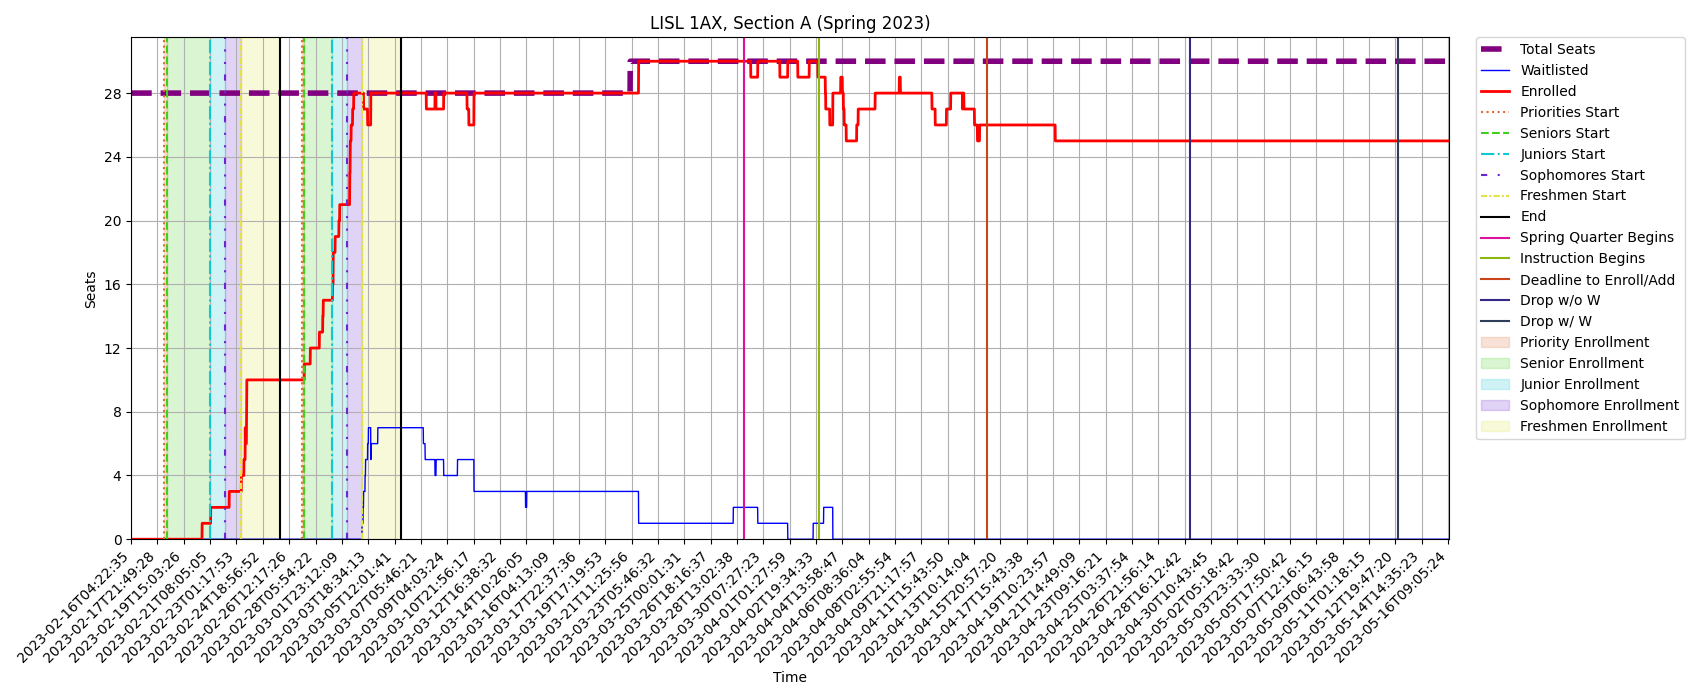 LISL 1AX, Section A (Spring 2023)
Seats
28
24
20
16
12
8
4
0
2023-02-16T04:22:35
2023-02-17T21:49:28
2023-02-19T15:03:26
2023-02-21T08:05:05
2023-02-23T01:17:53
2023-02-24T18:56:52
2023-02-26T12:17:29
2023-02-28T05:54:22
2023-03-01T23:12:09
2023-03-03T18:34:13
2023-03-05T12:01:41
2023-03-07T05:46:21
2023-03-09T04:03:24
2023-03-10T21:56:17
2023-03-12T16:38:32
2023-03-14T10:26:05
2023-03-16T04:13:09
2023-03-17T22:37:36
2023-03-19T17:19:53
2023-03-21T11:25:56
2023-03-23T05:46:32
2023-03-25T00:01:31
2023-03-26T18:16:37
2023-03-28T13:02:38
2023-03-30T07:27:23
2023-04-01T01:27:59
2023-04-02T19:34:33
2023-04-04T13:58:47
2023-04-06T08:36:04
2023-04-08T02:55:54
2023-04-09T21:17:57
2023-04-11T15:43:50
2023-04-13T10:14:04
2023-04-15T20:57:20
2023-04-17T15:43:38
2023-04-19T10:23:57
2023-04-21T14:49:09
2023-04-23T09:16:21
2023-04-25T03:37:54
2023-04-26T21:56:14
2023-04-28T16:12:42
2023-04-30T10:43:45
2023-05-02T05:18:42
2023-05-03T23:33:30
2023-05-05T17:50:42
2023-05-07T12:16:15
2023-05-09T06:43:58
2023-05-11T01:18:15
2023-05-12T19:47:20
2023-05-14T14:35:23
2023-05-16T09:05:24
Time
Total Seats
Waitlisted
Enrolled
Priorities Start
Seniors Start
Juniors Start
Sophomores Start
Freshmen Start
End
Spring Quarter Begins
Instruction Begins
Deadline to Enroll/Add
Drop w/o W
Drop w/ W
Priority Enrollment
Senior Enrollment
Junior Enrollment
Sophomore Enrollment
Freshmen Enrollment